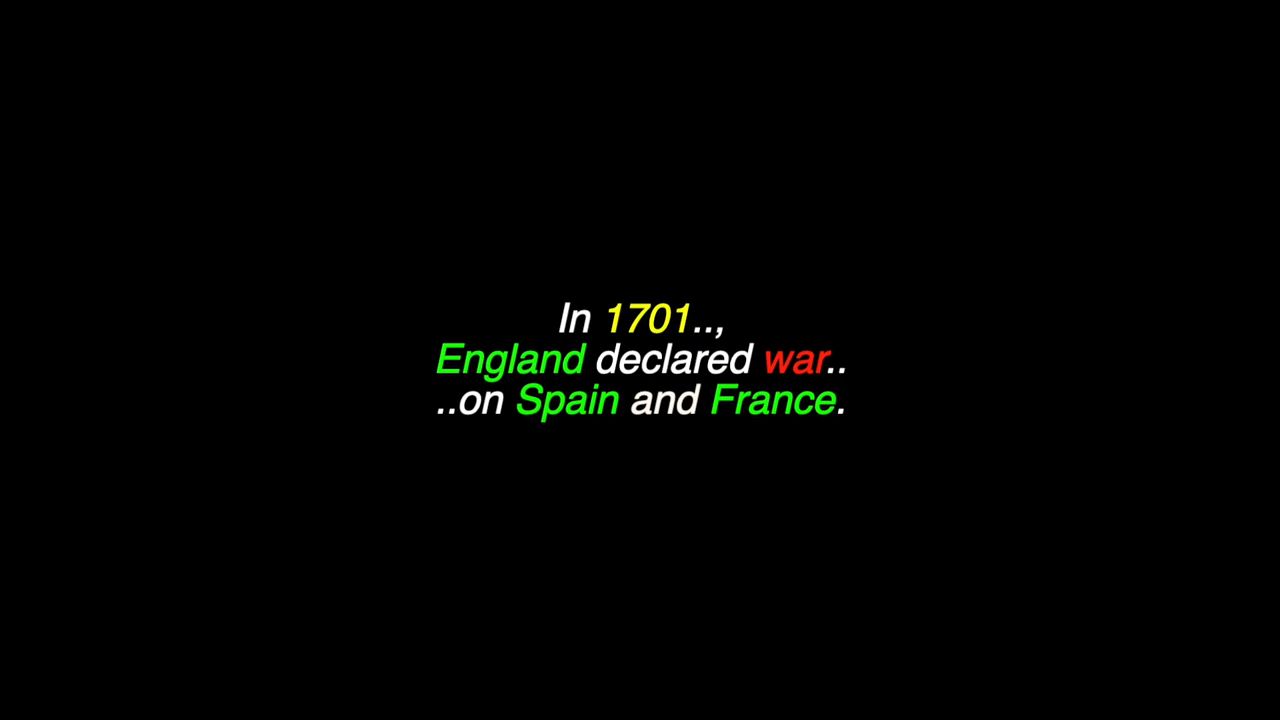 In 1701..,
England declared war..
..on Spain and France.